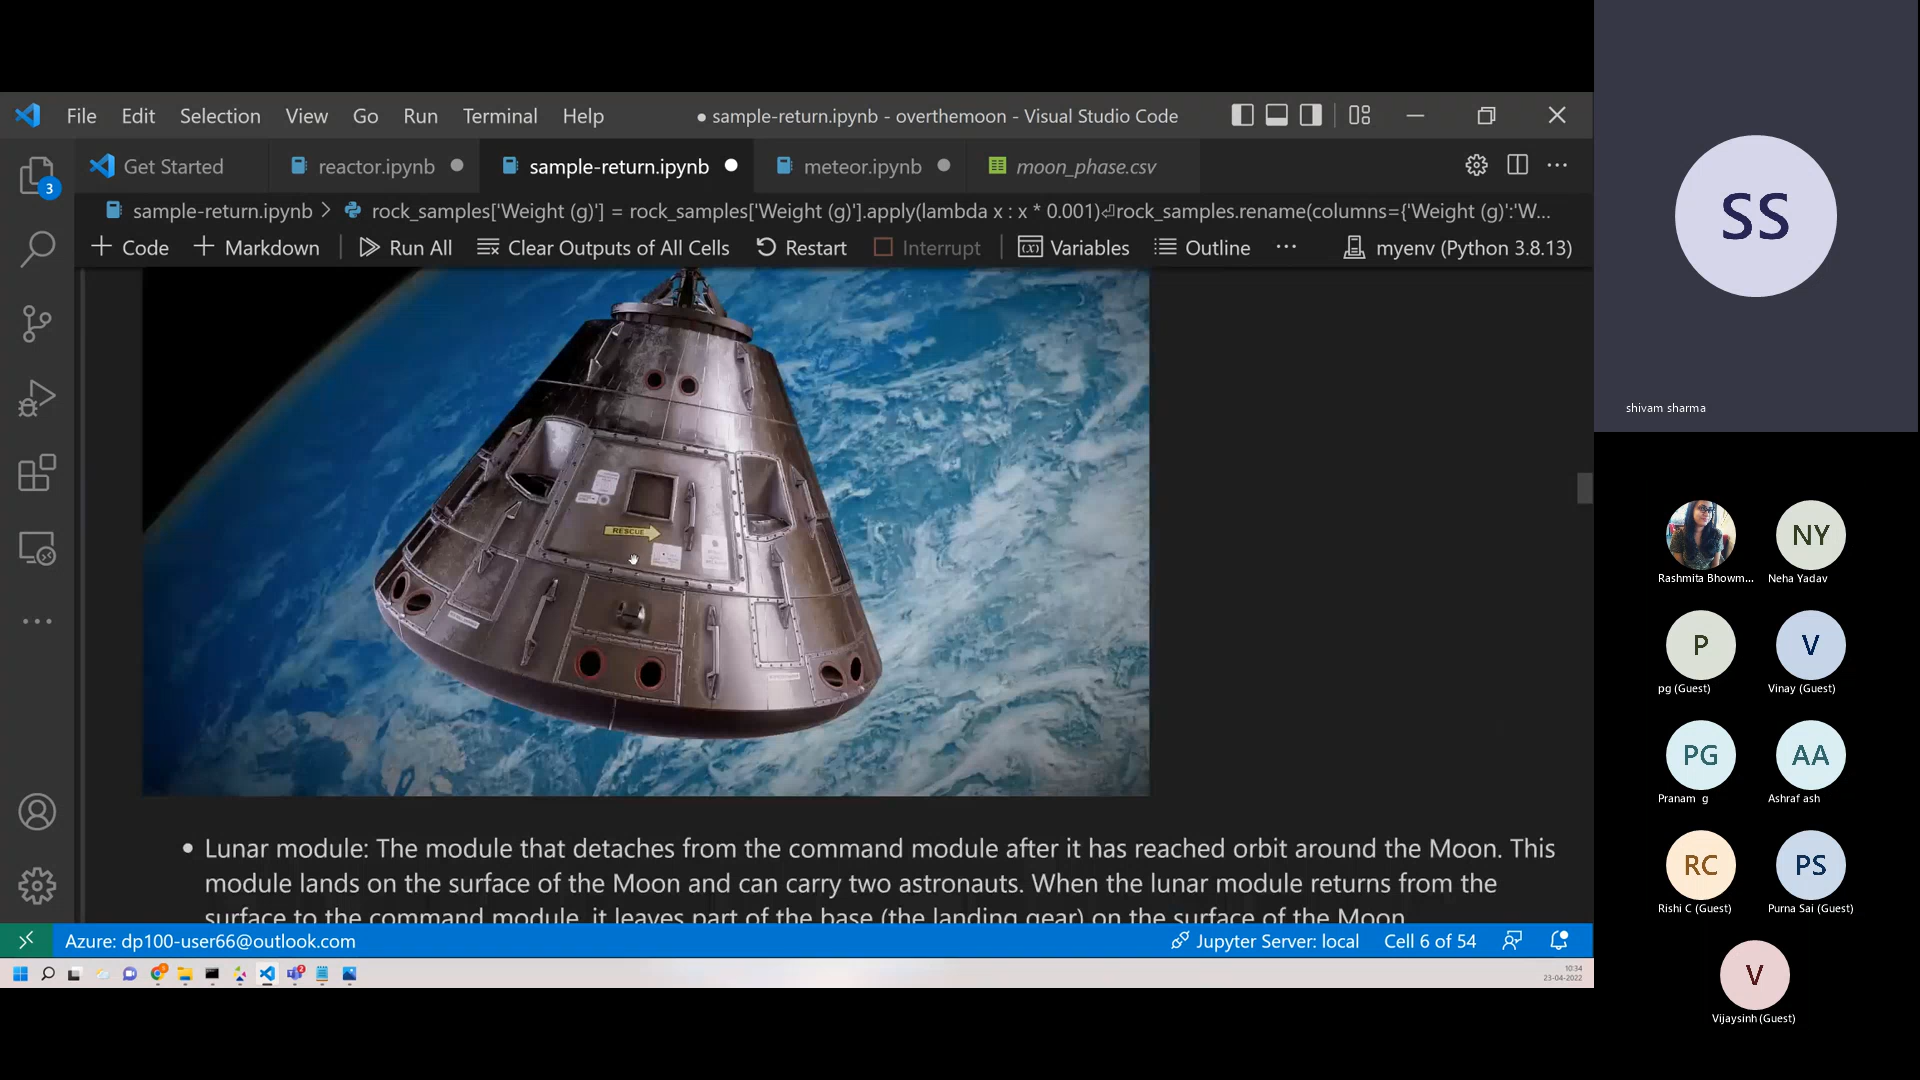 File Edit Selection View Go Run Terminal Help
● sample-return.ipynb - overthemoon - Visual Studio Code
Get Started
reactor.ipynb
sample-return.ipynb
meteor.ipynb
moon_phase.csv
3
sample-return.ipynb > rock_samples['Weight (g)'] = rock_samples['Weight (g)'].apply(lambda x : x * 0.001)⏎rock_samples.rename(columns={'Weight (g)':'W...
+ Code + Markdown Run All Clear Outputs of All Cells Restart Interrupt Variables Outline ... myenv (Python 3.8.13)
RESCUE
• Lunar module: The module that detaches from the command module after it has reached orbit around the Moon. This
module lands on the surface of the Moon and can carry two astronauts. When the lunar module returns from the
surface to the command module, it leaves part of the base (the landing gear) on the surface of the Moon.
Azure: dp100-user66@outlook.com
Jupyter Server: local Cell 6 of 54
10:34
23-04-2022
SS
shivam sharma
Rashmita Bhowm...
NY
Neha Yadav
P
pg (Guest)
V
Vinay (Guest)
PG
Pranam g
AA
Ashraf ash
RC
Rishi C (Guest)
PS
Purna Sai (Guest)
V
Vijaysinh (Guest)